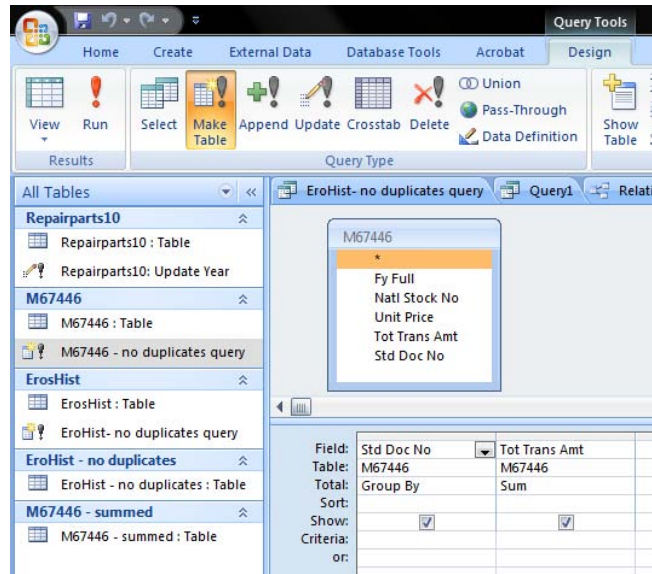 Query Tools
Home Create External Data Database Tools Acrobat Design
View Run Select Make Table Append Update Crosstab Delete Union Pass-Through Data Definition Show Table
Results Query Type
All Tables
EroHist- no duplicates query Query1 Relati
Repairparts10
Repairparts10 : Table
Repairparts10: Update Year
M67446
M67446 : Table
M67446 - no duplicates query
ErosHist
ErosHist : Table
EroHist- no duplicates query
EroHist - no duplicates
EroHist - no duplicates : Table
M67446 - summed
M67446 - summed : Table
M67446
*
Fy Full
Natl Stock No
Unit Price
Tot Trans Amt
Std Doc No
Field: Std Doc No Tot Trans Amt
Table: M67446 M67446
Total: Group By Sum
Sort:
Show:
Criteria:
or: